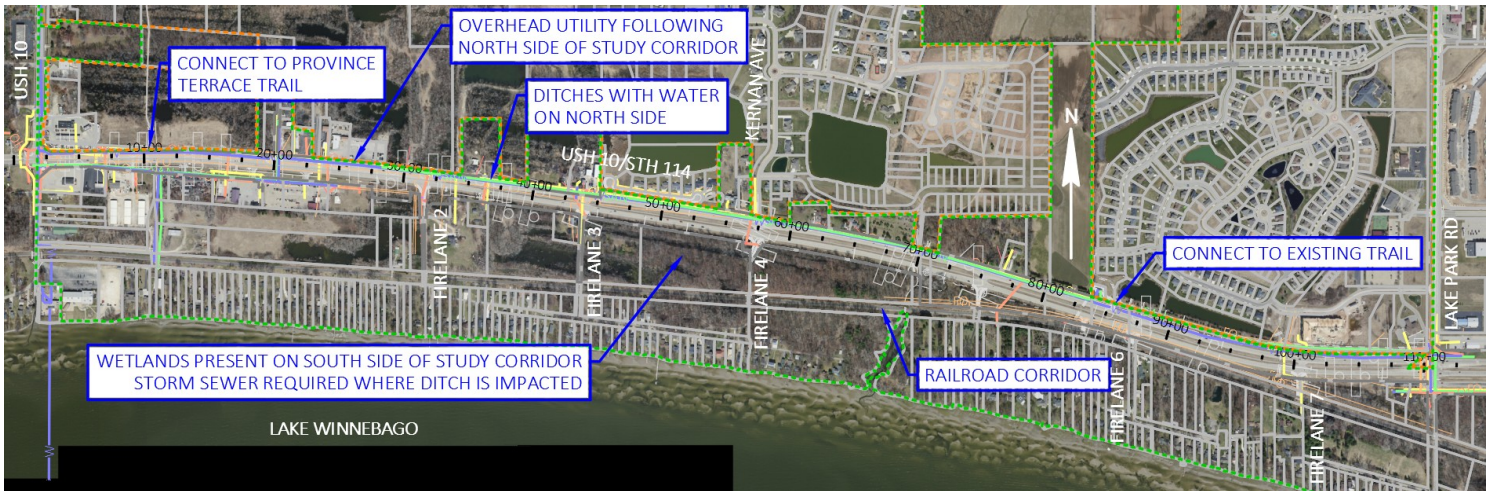 OVERHEAD UTILITY FOLLOWING
NORTH SIDE OF STUDY CORRIDOR
CONNECT TO PROVINCE
TERRACE TRAIL
DITCHES WITH WATER
ON NORTH SIDE
USH 10
KERNAN AVE
N
USH 10/STH 114
10+00
20+00
30+00
40+00
50+00
60+00
70+00
80+00
90+00
100+00
110+00
FIRELANE 2
FIRELANE 3
FIRELANE 4
FIRELANE 6
FIRELANE 7
LAKE PARK RD
CONNECT TO EXISTING TRAIL
WETLANDS PRESENT ON SOUTH SIDE OF STUDY CORRIDOR
STORM SEWER REQUIRED WHERE DITCH IS IMPACTED
RAILROAD CORRIDOR
LAKE WINNEBAGO
W